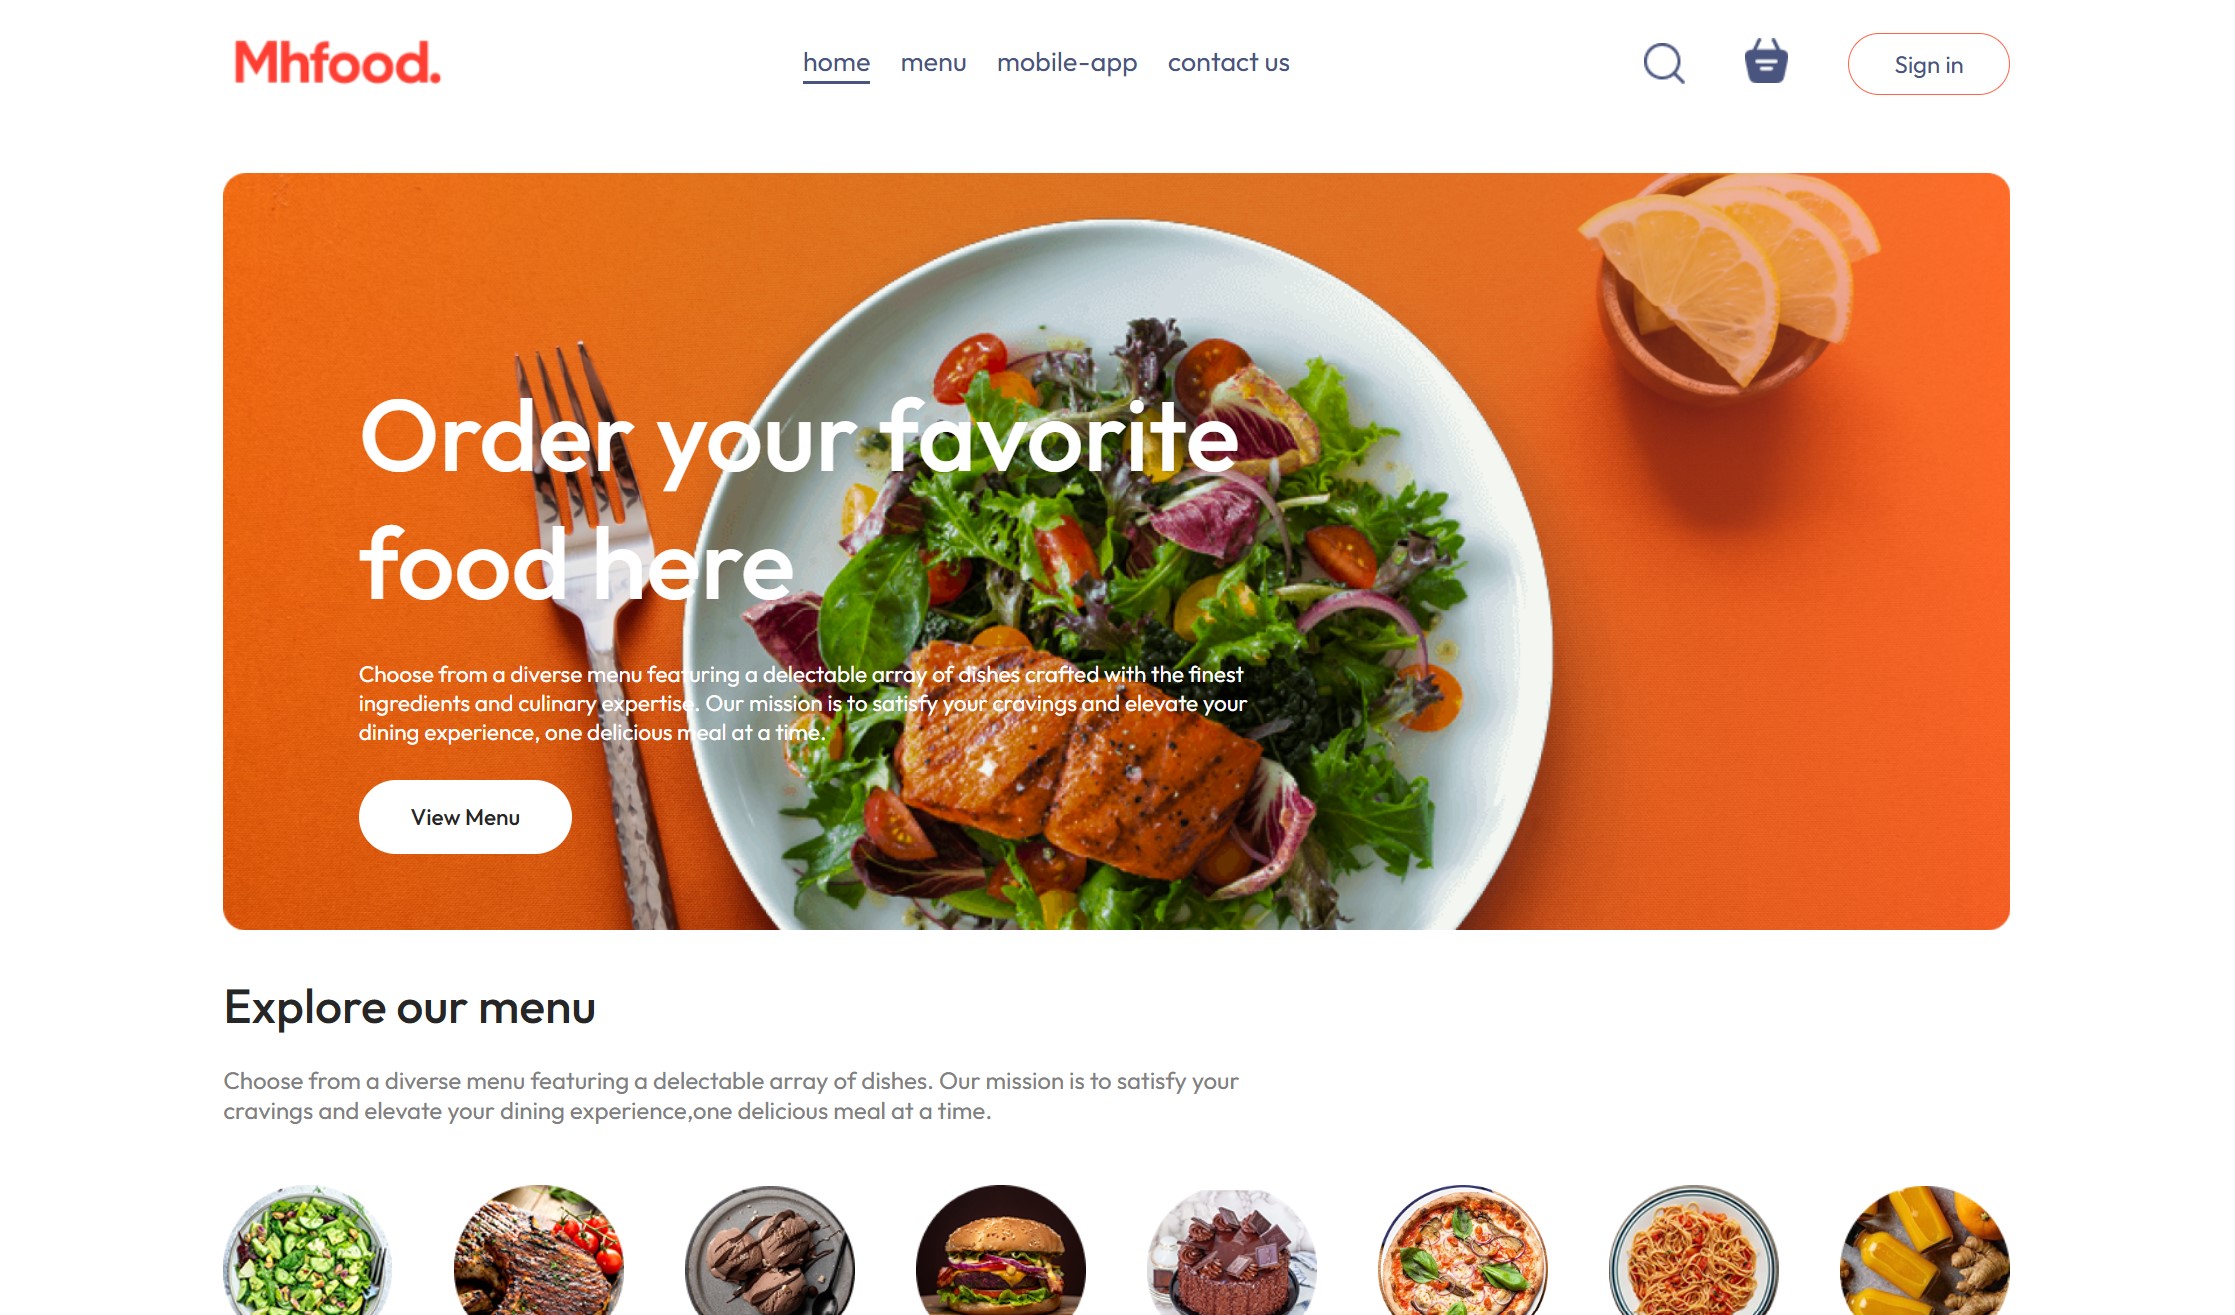 Mhfood.
home
menu
mobile-app
contact us
Sign in
Order your favorite
food here
Choose from a diverse menu featuring a delectable array of dishes crafted with the finest
ingredients and culinary expertise. Our mission is to satisfy your cravings and elevate your
dining experience, one delicious meal at a time.
View Menu
Explore our menu
Choose from a diverse menu featuring a delectable array of dishes. Our mission is to satisfy your
cravings and elevate your dining experience,one delicious meal at a time.